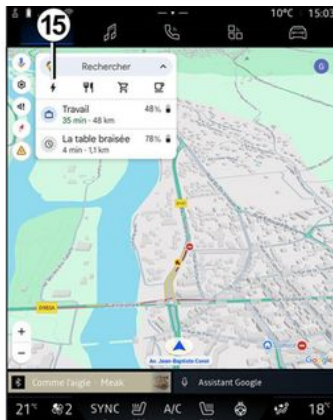 15
10°C 15:03
Rechercher
Travail 48%
35 min · 48 km
La table braisée 78%
4 min · 1,1 km
G
+
−
Av. Jean-Baptiste Canot
Comme l'aigle - Meak
Assistant Google
21° 2 SYNC A/C 18°